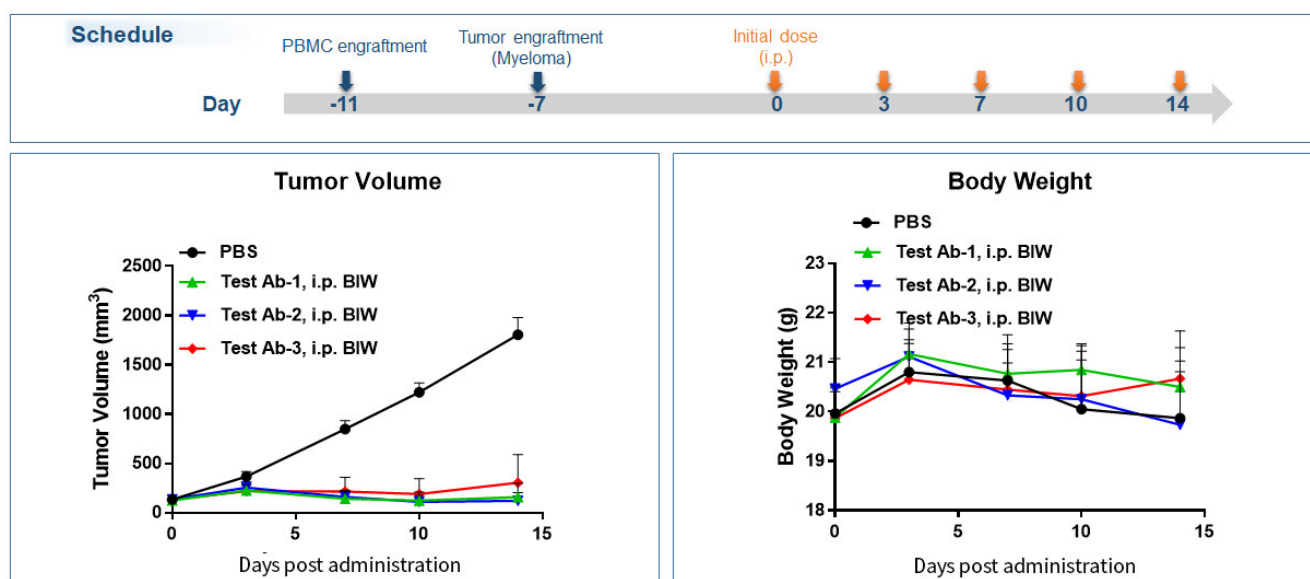 Schedule
PBMC engraftment
Tumor engraftment
(Myeloma)
Initial dose
(i.p.)
Day
-11
-7
0
3
7
10
14
Tumor Volume
PBS
Test Ab-1, i.p. BIW
Test Ab-2, i.p. BIW
Test Ab-3, i.p. BIW
Tumor Volume (mm³)
2500
2000
1500
1000
500
0
0
5
10
15
Days post administration
Body Weight
PBS
Test Ab-1, i.p. BIW
Test Ab-2, i.p. BIW
Test Ab-3, i.p. BIW
Body Weight (g)
23
22
21
20
19
18
0
5
10
15
Days post administration